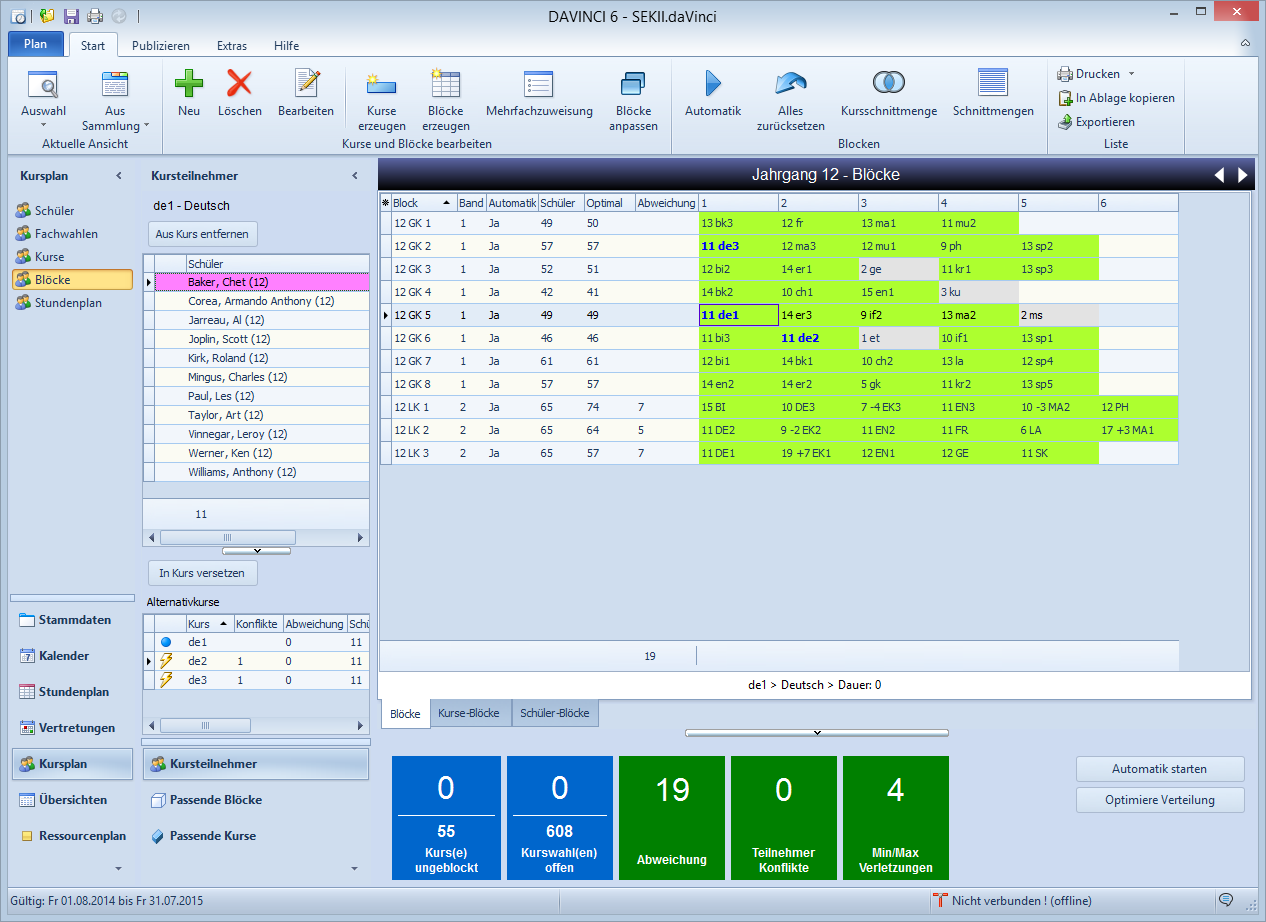 DAVINCI 6 - SEKII.daVinci
Plan Start Publizieren Extras Hilfe
Auswahl
Aus
Sammlung
Aktuelle Ansicht
Neu
Löschen
Bearbeiten
Kurse
erzeugen
Blöcke
erzeugen
Mehrfachzuweisung
Blöcke
anpassen
Kurse und Blöcke bearbeiten
Automatik
Alles
zurücksetzen
Kursschnittmenge
Schnittmengen
Blocken
Drucken
In Ablage kopieren
Exportieren
Liste
Kursplan
Schüler
Fachwahlen
Kurse
Blöcke
Stundenplan
Stammdaten
Kalender
Stundenplan
Vertretungen
Kursplan
Übersichten
Ressourcenplan
Kursteilnehmer
de1 - Deutsch
Aus Kurs entfernen
Schüler
Baker, Chet (12)
Corea, Armando Anthony (12)
Jarreau, Al (12)
Joplin, Scott (12)
Kirk, Roland (12)
Mingus, Charles (12)
Paul, Les (12)
Taylor, Art (12)
Vinnegar, Leroy (12)
Werner, Ken (12)
Williams, Anthony (12)
11
In Kurs versetzen
Alternativkurse
Kurs Konflikte Abweichung Schü
de1 0 11
de2 1 0 11
de3 1 0 11
Kursteilnehmer
Passende Blöcke
Passende Kurse
Jahrgang 12 - Blöcke
Block Band Automatik Schüler Optimal Abweichung 1 2 3 4 5 6
12 GK 1 1 Ja 49 50 13 bk3 12 fr 13 ma1 11 mu2
12 GK 2 1 Ja 57 57 11 de3 12 ma3 12 mu1 9 ph 13 sp2
12 GK 3 1 Ja 52 51 12 bi2 14 er1 2 ge 11 kr1 13 sp3
12 GK 4 1 Ja 42 41 14 bk2 10 ch1 15 en1 3 ku
12 GK 5 1 Ja 49 49 11 de1 14 er3 9 if2 13 ma2 2 ms
12 GK 6 1 Ja 46 46 11 bi3 11 de2 1 et 10 if1 13 sp1
12 GK 7 1 Ja 61 61 12 bi1 14 bk1 10 ch2 13 la 12 sp4
12 GK 8 1 Ja 57 57 14 en2 14 er2 5 gk 11 kr2 13 sp5
12 LK 1 2 Ja 65 74 7 15 BI 10 DE3 7 -4 EK3 11 EN3 10 -3 MA2 12 PH
12 LK 2 2 Ja 65 64 5 11 DE2 9 -2 EK2 11 EN2 11 FR 6 LA 17 +3 MA1
12 LK 3 2 Ja 65 57 7 11 DE1 19 +7 EK1 12 EN1 12 GE 11 SK
19
de1 > Deutsch > Dauer: 0
Blöcke Kurse-Blöcke Schüler-Blöcke
0
55
Kurs(e)
ungeblockt
0
608
Kurswahl(en)
offen
19
Abweichung
0
Teilnehmer
Konflikte
4
Min/Max
Verletzungen
Automatik starten
Optimiere Verteilung
Gültig: Fr 01.08.2014 bis Fr 31.07.2015
Nicht verbunden ! (offline)